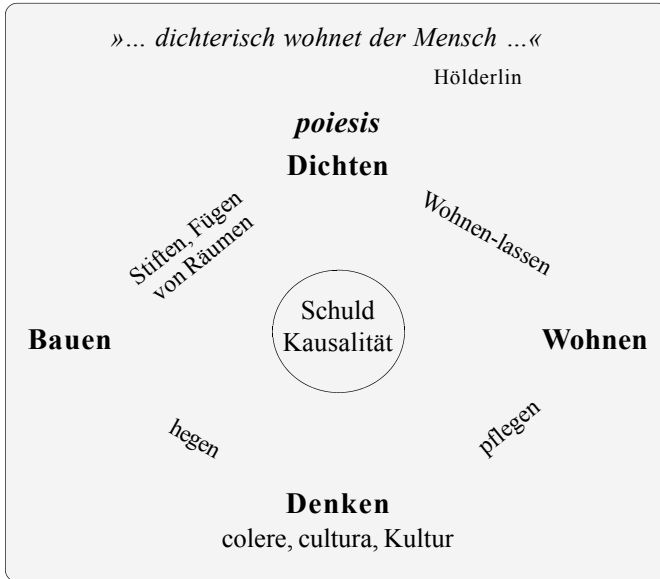 »... dichterisch wohnet der Mensch ...«
Hölderlin
poiesis
Dichten
Stiften, Fügen
von Räumen
Wohnen-lassen
Schuld
Kausalität
Bauen
Wohnen
hegen
pflegen
Denken
colere, cultura, Kultur